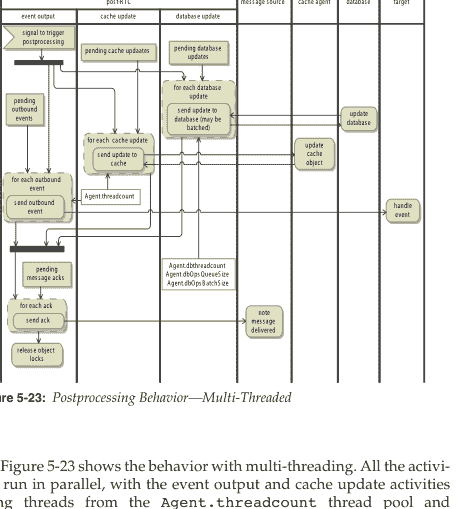 postRTC
message source
cache agent
database
target
event output
cache update
database update
signal to trigger
postprocessing
pending cache updates
pending database
updates
for each database
update
send update to
database (may be
batched)
pending
outbound
events
update
database
for each cache update
send update to
cache
update
cache
object
for each outbound
event
send outbound
event
Agent.threadcount
handle
event
pending
message acks
Agent.dbthreadcount
Agent.dbOpsQueueSize
Agent.dbOpsBatchSize
for each ack
send ack
note
message
delivered
release object
locks
5-23: Postprocessing Behavior—Multi-Threaded
Figure 5-23 shows the behavior with multi-threading. All the activi-
run in parallel, with the event output and cache update activities
threads from the Agent.threadcount thread pool and